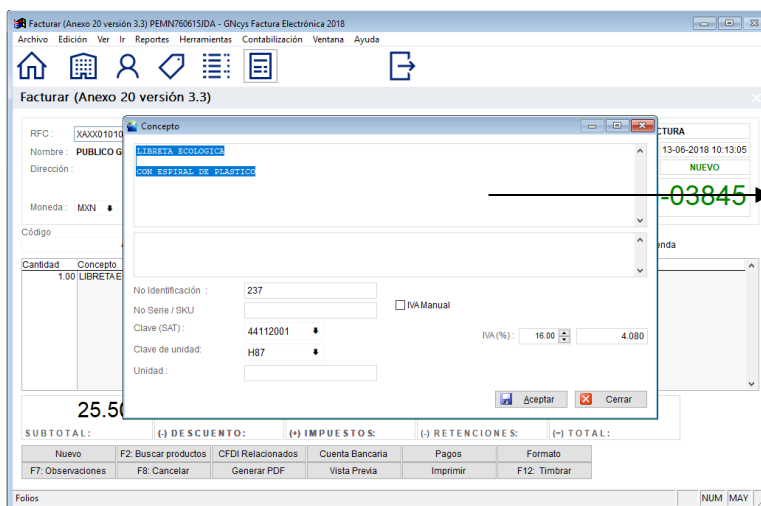 Facturar (Anexo 20 versión 3.3) PEMN760615JDA - GNcys Factura Electrónica 2018
Archivo Edición Ver Ir Reportes Herramientas Contabilización Ventana Ayuda
Facturar (Anexo 20 versión 3.3)
RFC : XAXX01010
Concepto
CTURA
Nombre : PUBLICO G
LIBRETA ECOLOGICA
13-06-2018 10:13:05
Dirección :
CON ESPIRAL DE PLASTICO
NUEVO
-03845
Moneda : MXN
Código
enda
Cantidad Concepto
1.00 LIBRETA E
No Identificación : 237
No Serie / SKU
IVA Manual
Clave (SAT) : 44112001
IVA (%) : 16.00 4.080
Clave de unidad: H87
Unidad :
Aceptar Cerrar
25.50
SUBTOTAL: (-) DESCUENTO: (+) IMPUESTOS: (-) RETENCIONES: (=) TOTAL:
Nuevo F2: Buscar productos CFDI Relacionados Cuenta Bancaria Pagos Formato
F7: Observaciones F8: Cancelar Generar PDF Vista Previa Imprimir F12: Timbrar
Folios NUM MAY